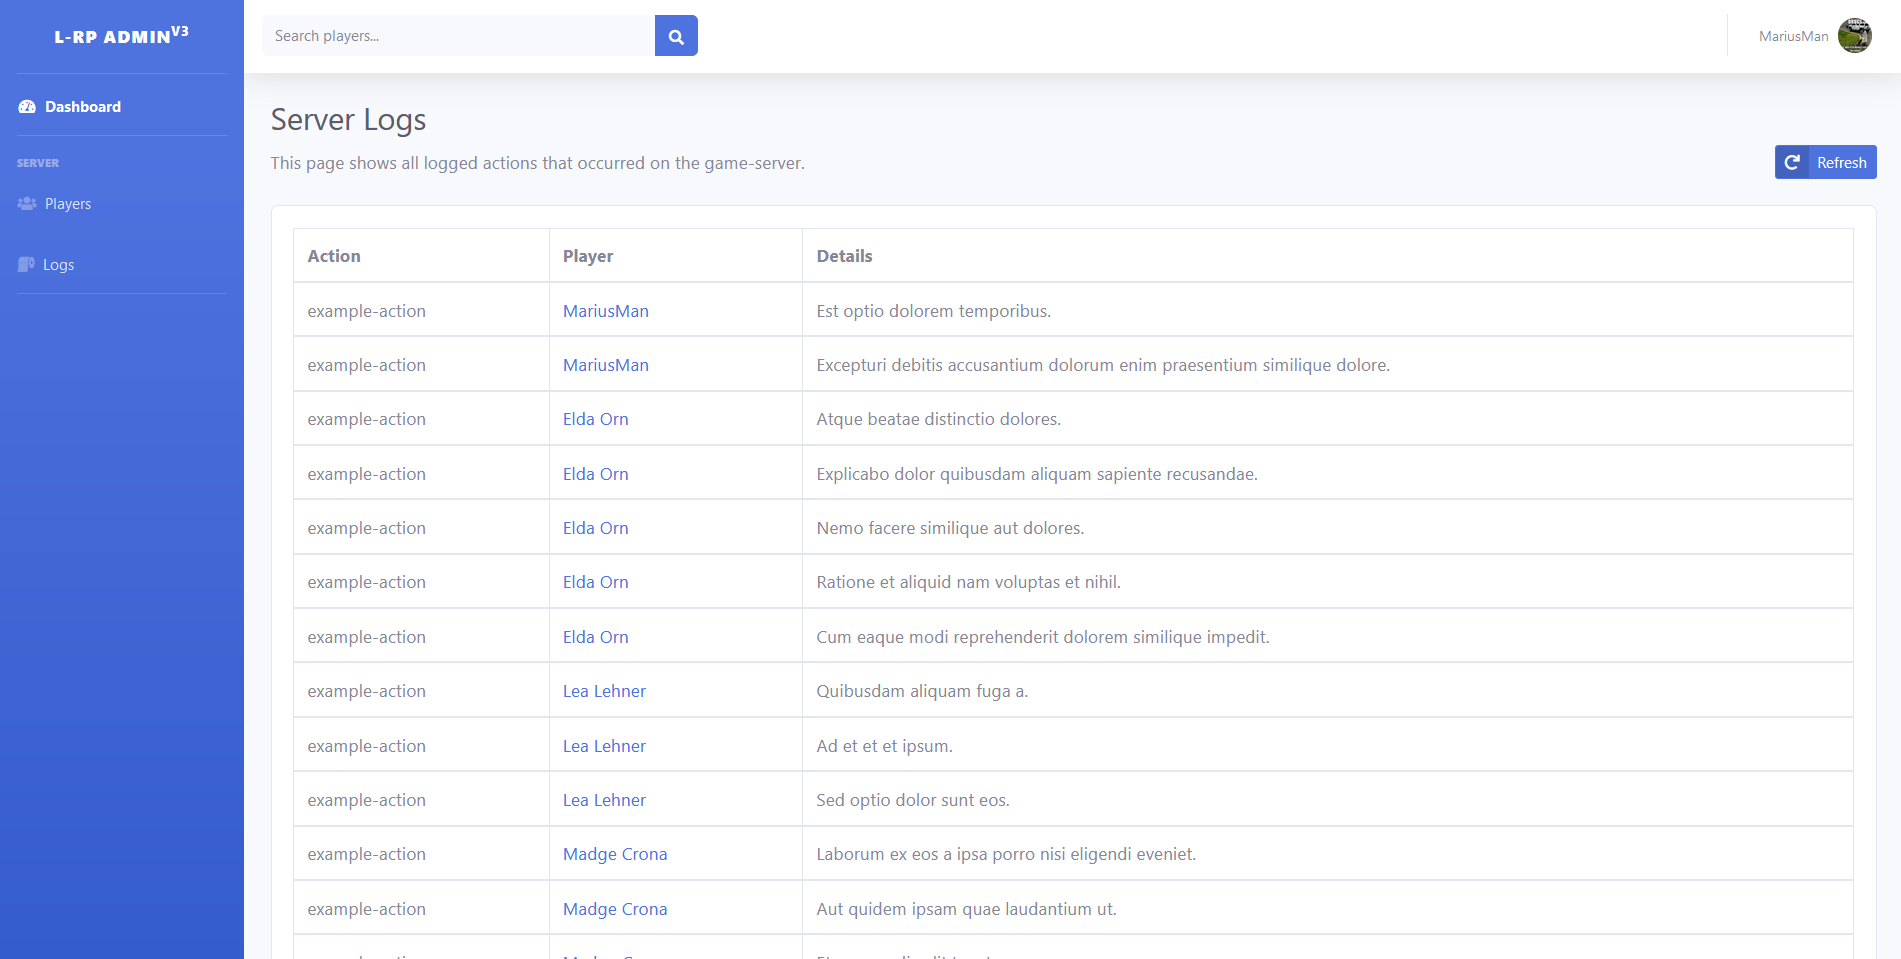 L-RP ADMIN V3
Search players...
MariusMan
Dashboard
SERVER
Players
Logs
Server Logs
This page shows all logged actions that occurred on the game-server.
Refresh
Action Player Details
example-action MariusMan Est optio dolorem temporibus.
example-action MariusMan Excepturi debitis accusantium dolorum enim praesentium similique dolore.
example-action Elda Orn Atque beatae distinctio dolores.
example-action Elda Orn Explicabo dolor quibusdam aliquam sapiente recusandae.
example-action Elda Orn Nemo facere similique aut dolores.
example-action Elda Orn Ratione et aliquid nam voluptas et nihil.
example-action Elda Orn Cum eaque modi reprehenderit dolorem similique impedit.
example-action Lea Lehner Quibusdam aliquam fuga a.
example-action Lea Lehner Ad et et et ipsum.
example-action Lea Lehner Sed optio dolor sunt eos.
example-action Madge Crona Laborum ex eos a ipsa porro nisi eligendi eveniet.
example-action Madge Crona Aut quidem ipsam quae laudantium ut.